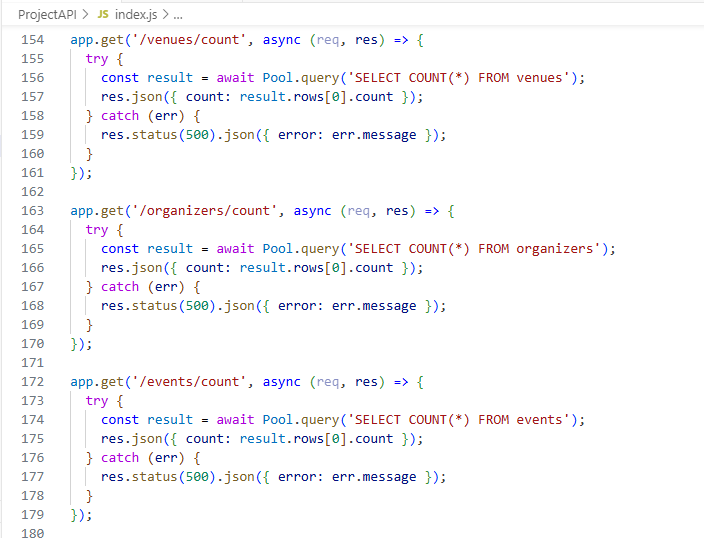 ProjectAPI > JS index.js > ...
154 app.get('/venues/count', async (req, res) => {
155   try {
156     const result = await Pool.query('SELECT COUNT(*) FROM venues');
157     res.json({ count: result.rows[0].count });
158   } catch (err) {
159     res.status(500).json({ error: err.message });
160   }
161 });
162
163 app.get('/organizers/count', async (req, res) => {
164   try {
165     const result = await Pool.query('SELECT COUNT(*) FROM organizers');
166     res.json({ count: result.rows[0].count });
167   } catch (err) {
168     res.status(500).json({ error: err.message });
169   }
170 });
171
172 app.get('/events/count', async (req, res) => {
173   try {
174     const result = await Pool.query('SELECT COUNT(*) FROM events');
175     res.json({ count: result.rows[0].count });
176   } catch (err) {
177     res.status(500).json({ error: err.message });
178   }
179 });
180